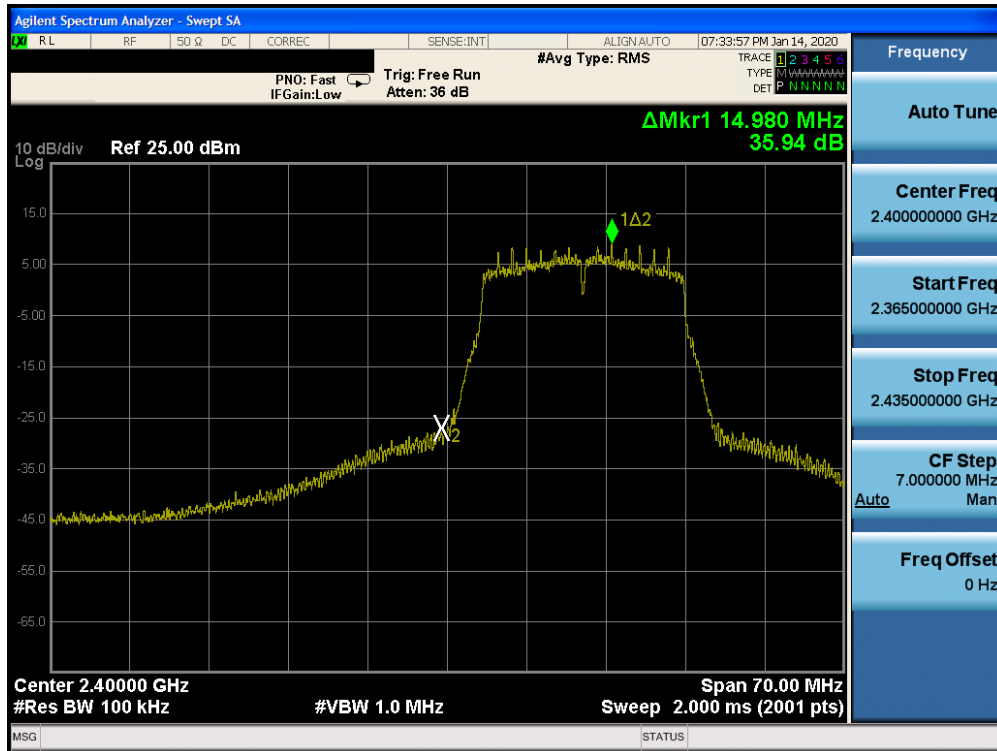 Agilent Spectrum Analyzer - Swept SA
LXI RL RF 50 Ω DC CORREC SENSE:INT ALIGN AUTO 07:33:57 PM Jan 14, 2020
#Avg Type: RMS TRACE 1 2 3 4 5 6
PNO: Fast Trig: Free Run TYPE M WWWWW
IFGain:Low Atten: 36 dB DET P N N N N N
ΔMkr1 14.980 MHz
35.94 dB
10 dB/div Ref 25.00 dBm
Log
15.0
1Δ2
5.00
-5.00
-15.0
-25.0
X2
-35.0
-45.0
-55.0
-65.0
Center 2.40000 GHz Span 70.00 MHz
#Res BW 100 kHz #VBW 1.0 MHz Sweep 2.000 ms (2001 pts)
MSG STATUS
Frequency
Auto Tune
Center Freq
2.400000000 GHz
Start Freq
2.365000000 GHz
Stop Freq
2.435000000 GHz
CF Step
7.000000 MHz
Auto Man
Freq Offset
0 Hz